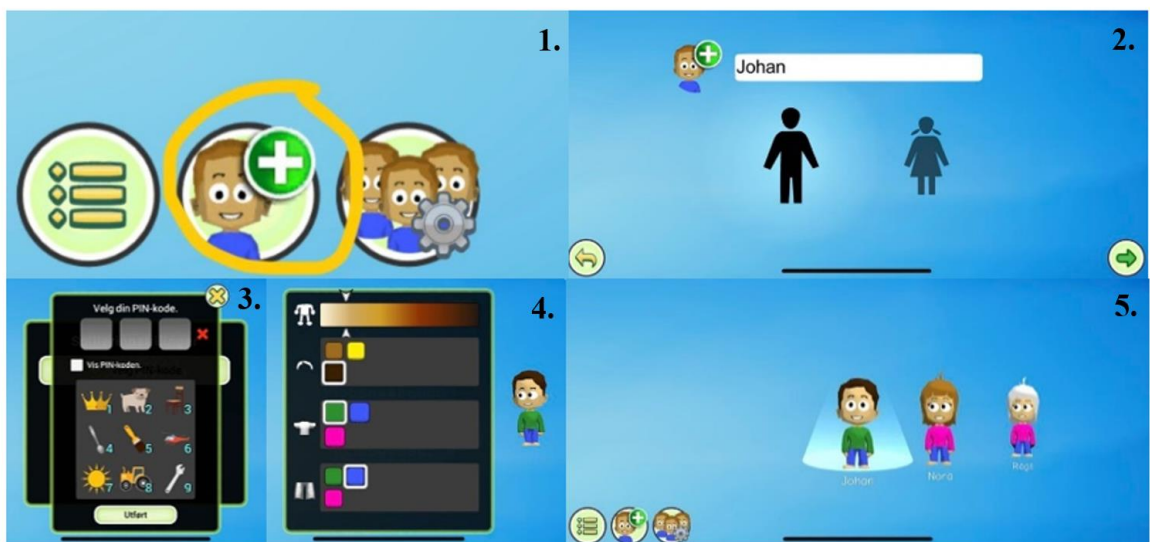 1.
2.
Johan
3.
Velg din PIN-kode.
Vis PIN-koden.
1 2 3
4 5 6
7 8 9
Utført
4.
5.
Johan
Nora